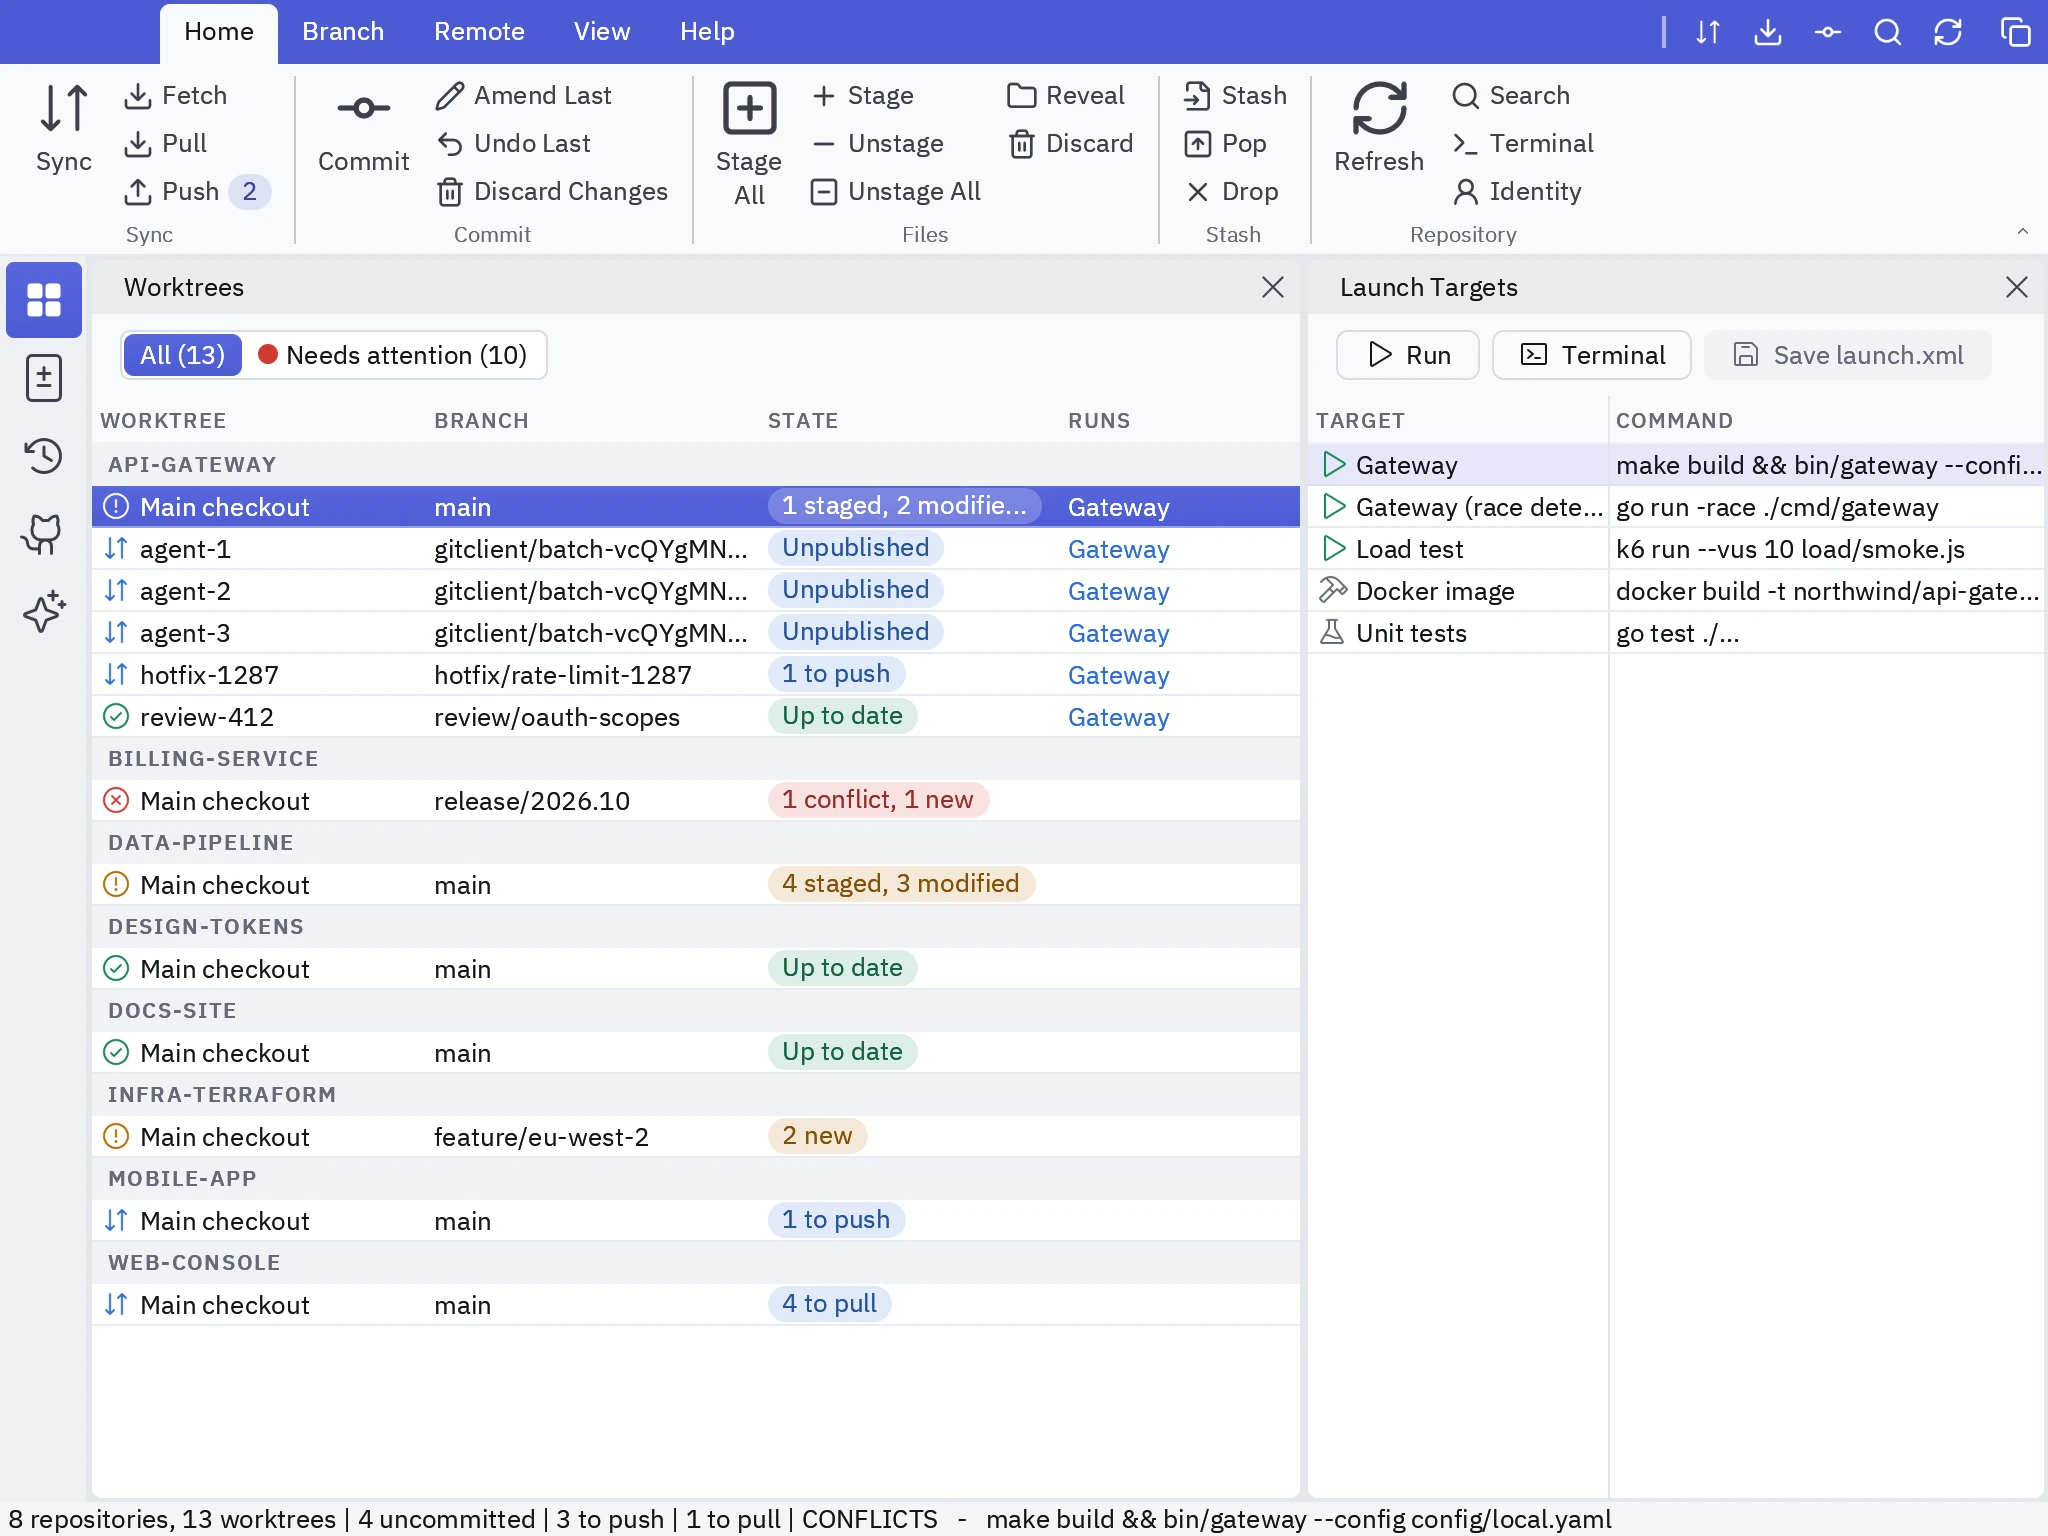 Home Branch Remote View Help
Sync
Fetch
Pull
Push 2
Sync
Commit
Amend Last
Undo Last
Discard Changes
Commit
Stage All
Stage
Unstage
Unstage All
Reveal
Discard
Files
Stash
Pop
Drop
Stash
Refresh
Search
Terminal
Identity
Repository
Worktrees
All (13) Needs attention (10)
WORKTREE BRANCH STATE RUNS
API-GATEWAY
Main checkout main 1 staged, 2 modifie... Gateway
agent-1 gitclient/batch-vcQYgMN... Unpublished Gateway
agent-2 gitclient/batch-vcQYgMN... Unpublished Gateway
agent-3 gitclient/batch-vcQYgMN... Unpublished Gateway
hotfix-1287 hotfix/rate-limit-1287 1 to push Gateway
review-412 review/oauth-scopes Up to date Gateway
BILLING-SERVICE
Main checkout release/2026.10 1 conflict, 1 new
DATA-PIPELINE
Main checkout main 4 staged, 3 modified
DESIGN-TOKENS
Main checkout main Up to date
DOCS-SITE
Main checkout main Up to date
INFRA-TERRAFORM
Main checkout feature/eu-west-2 2 new
MOBILE-APP
Main checkout main 1 to push
WEB-CONSOLE
Main checkout main 4 to pull
Launch Targets
Run Terminal Save launch.xml
TARGET COMMAND
Gateway make build && bin/gateway --confi...
Gateway (race dete... go run -race ./cmd/gateway
Load test k6 run --vus 10 load/smoke.js
Docker image docker build -t northwind/api-gate...
Unit tests go test ./...
8 repositories, 13 worktrees | 4 uncommitted | 3 to push | 1 to pull | CONFLICTS - make build && bin/gateway --config config/local.yaml